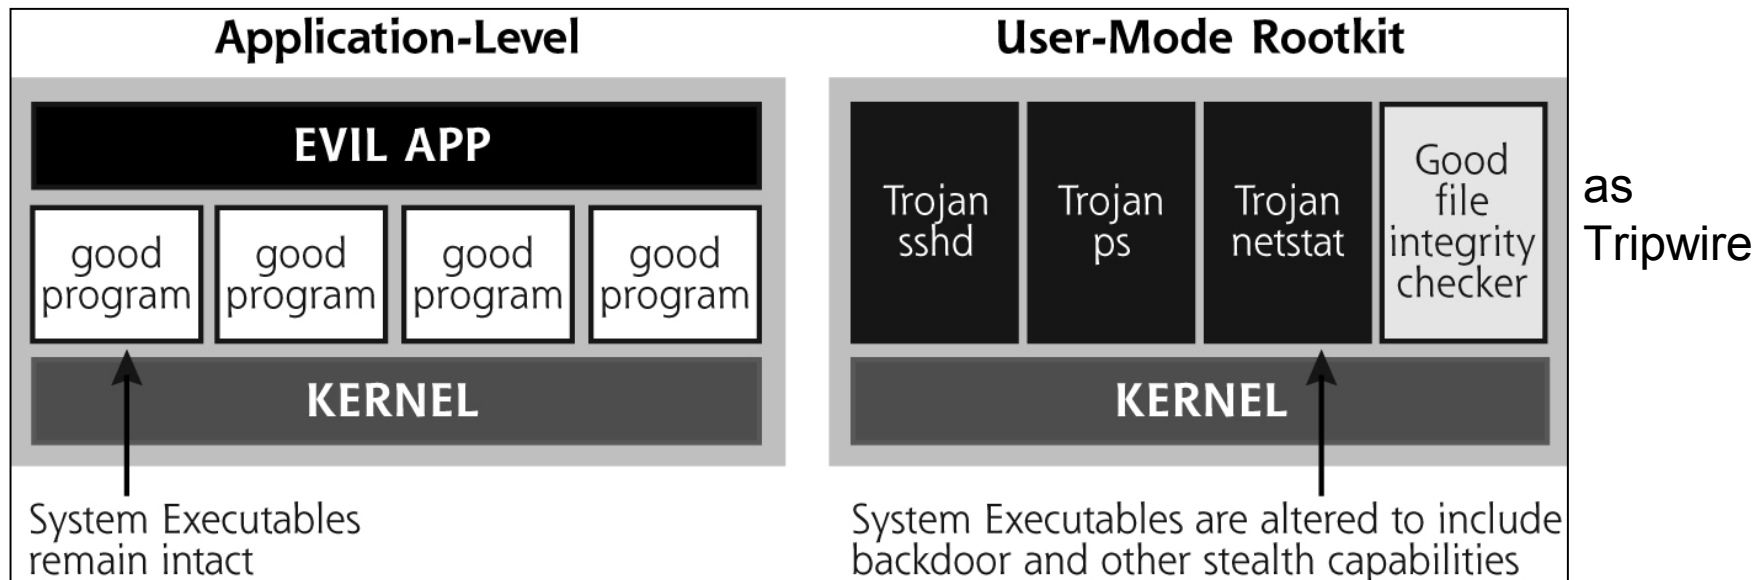 Application-Level
EVIL APP
good
program
good
program
good
program
good
program
KERNEL
System Executables
remain intact
User-Mode Rootkit
Trojan
sshd
Trojan
ps
Trojan
netstat
Good
file
integrity
checker
KERNEL
System Executables are altered to include
backdoor and other stealth capabilities
as
Tripwire